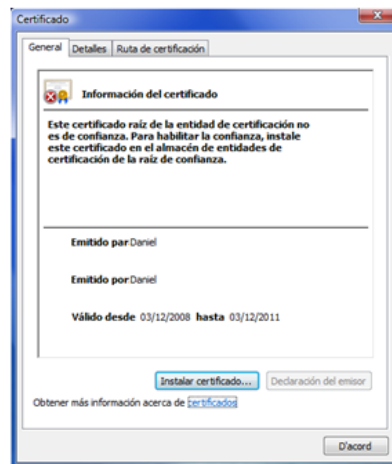 Certificado
General Detalles Ruta de certificación
Información del certificado
Este certificado raíz de la entidad de certificación no
es de confianza. Para habilitar la confianza, instale
este certificado en el almacén de entidades de
certificación de la raíz de confianza.
Emitido par Daniel
Emitido por Daniel
Válido desde 03/12/2008 hasta 03/12/2011
Instalar certificado... Declaración del emisor
Obtener más información acerca de certificados
D'acord